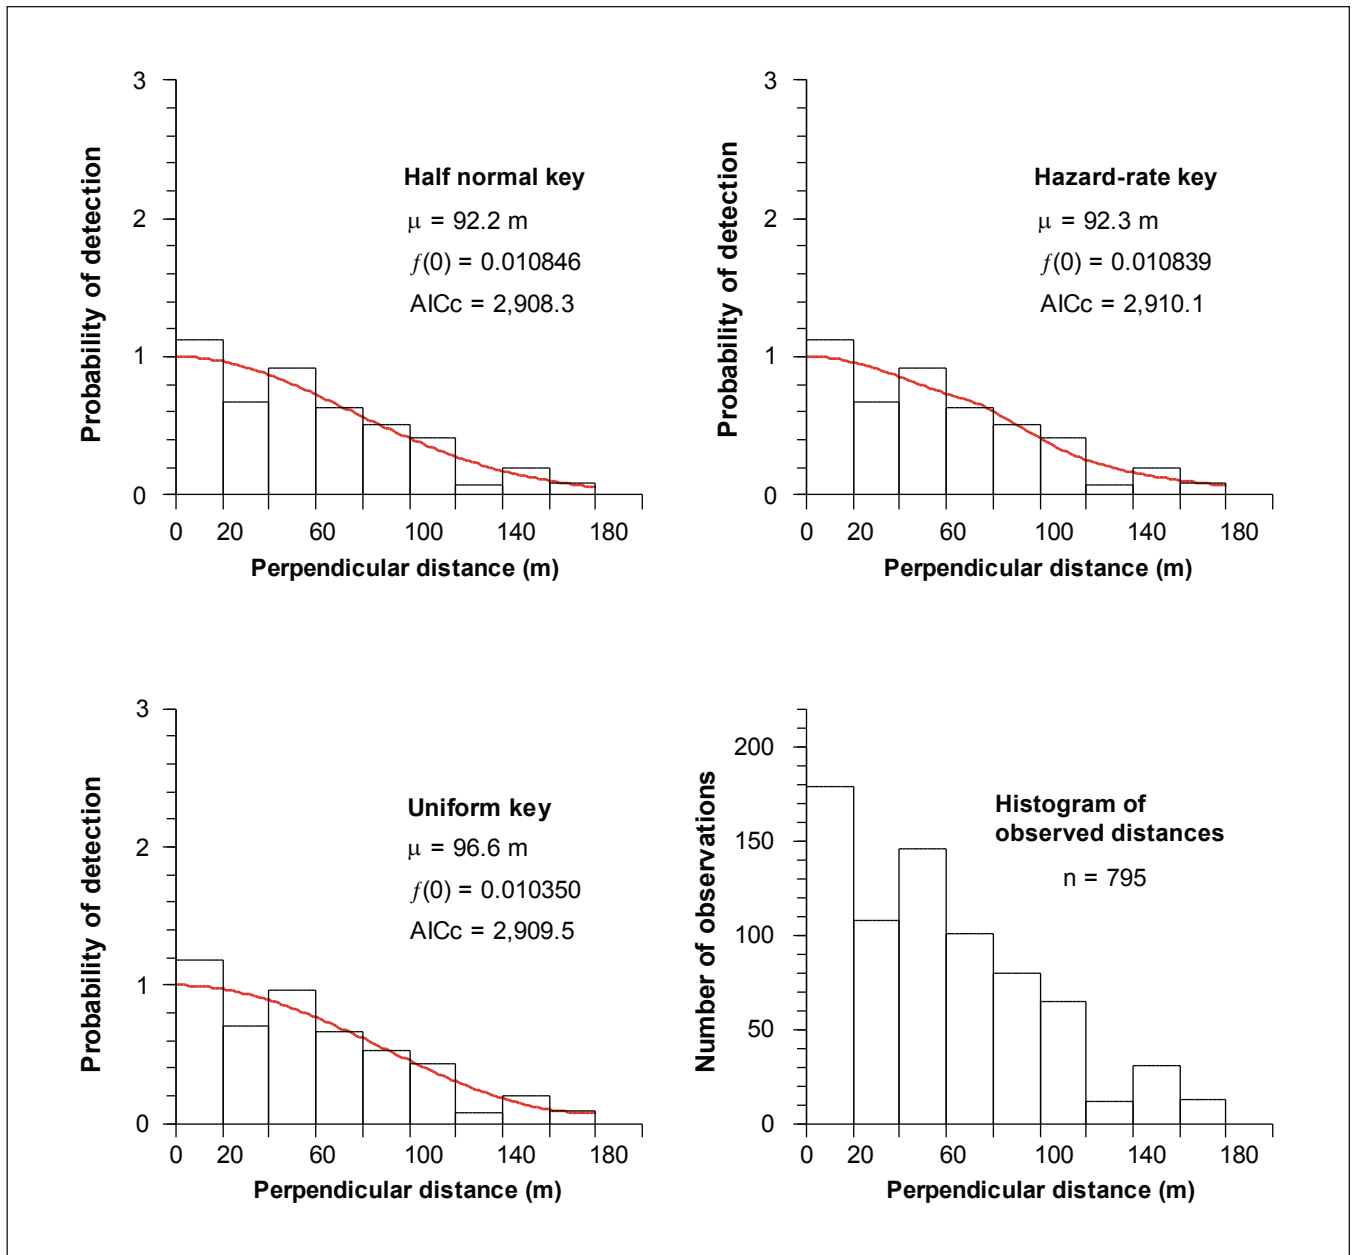 3
2
1
0
Probability of detection
Half normal key
μ = 92.2 m
f(0) = 0.010846
AICc = 2,908.3
0 20 60 100 140 180
Perpendicular distance (m)
3
2
1
0
Probability of detection
Hazard-rate key
μ = 92.3 m
f(0) = 0.010839
AICc = 2,910.1
0 20 60 100 140 180
Perpendicular distance (m)
3
2
1
0
Probability of detection
Uniform key
μ = 96.6 m
f(0) = 0.010350
AICc = 2,909.5
0 20 60 100 140 180
Perpendicular distance (m)
200
150
100
50
0
Number of observations
Histogram of
observed distances
n = 795
0 20 60 100 140 180
Perpendicular distance (m)